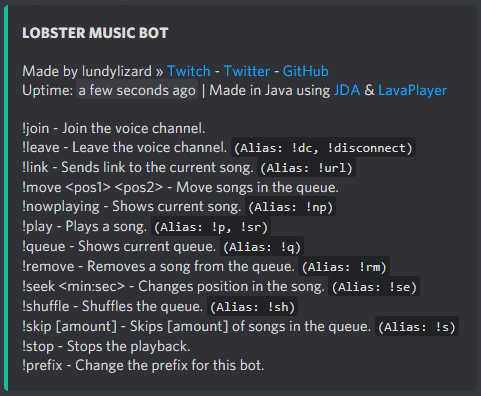 LOBSTER MUSIC BOT
Made by lundylizard » Twitch - Twitter - GitHub
Uptime: a few seconds ago | Made in Java using JDA & LavaPlayer
!join - Join the voice channel.
!leave - Leave the voice channel. (Alias: !dc, !disconnect)
!link - Sends link to the current song. (Alias: !url)
!move <pos1> <pos2> - Move songs in the queue.
!nowplaying - Shows current song. (Alias: !np)
!play - Plays a song. (Alias: !p, !sr)
!queue - Shows current queue. (Alias: !q)
!remove - Removes a song from the queue. (Alias: !rm)
!seek <min:sec> - Changes position in the song. (Alias: !se)
!shuffle - Shuffles the queue. (Alias: !sh)
!skip [amount] - Skips [amount] of songs in the queue. (Alias: !s)
!stop - Stops the playback.
!prefix - Change the prefix for this bot.